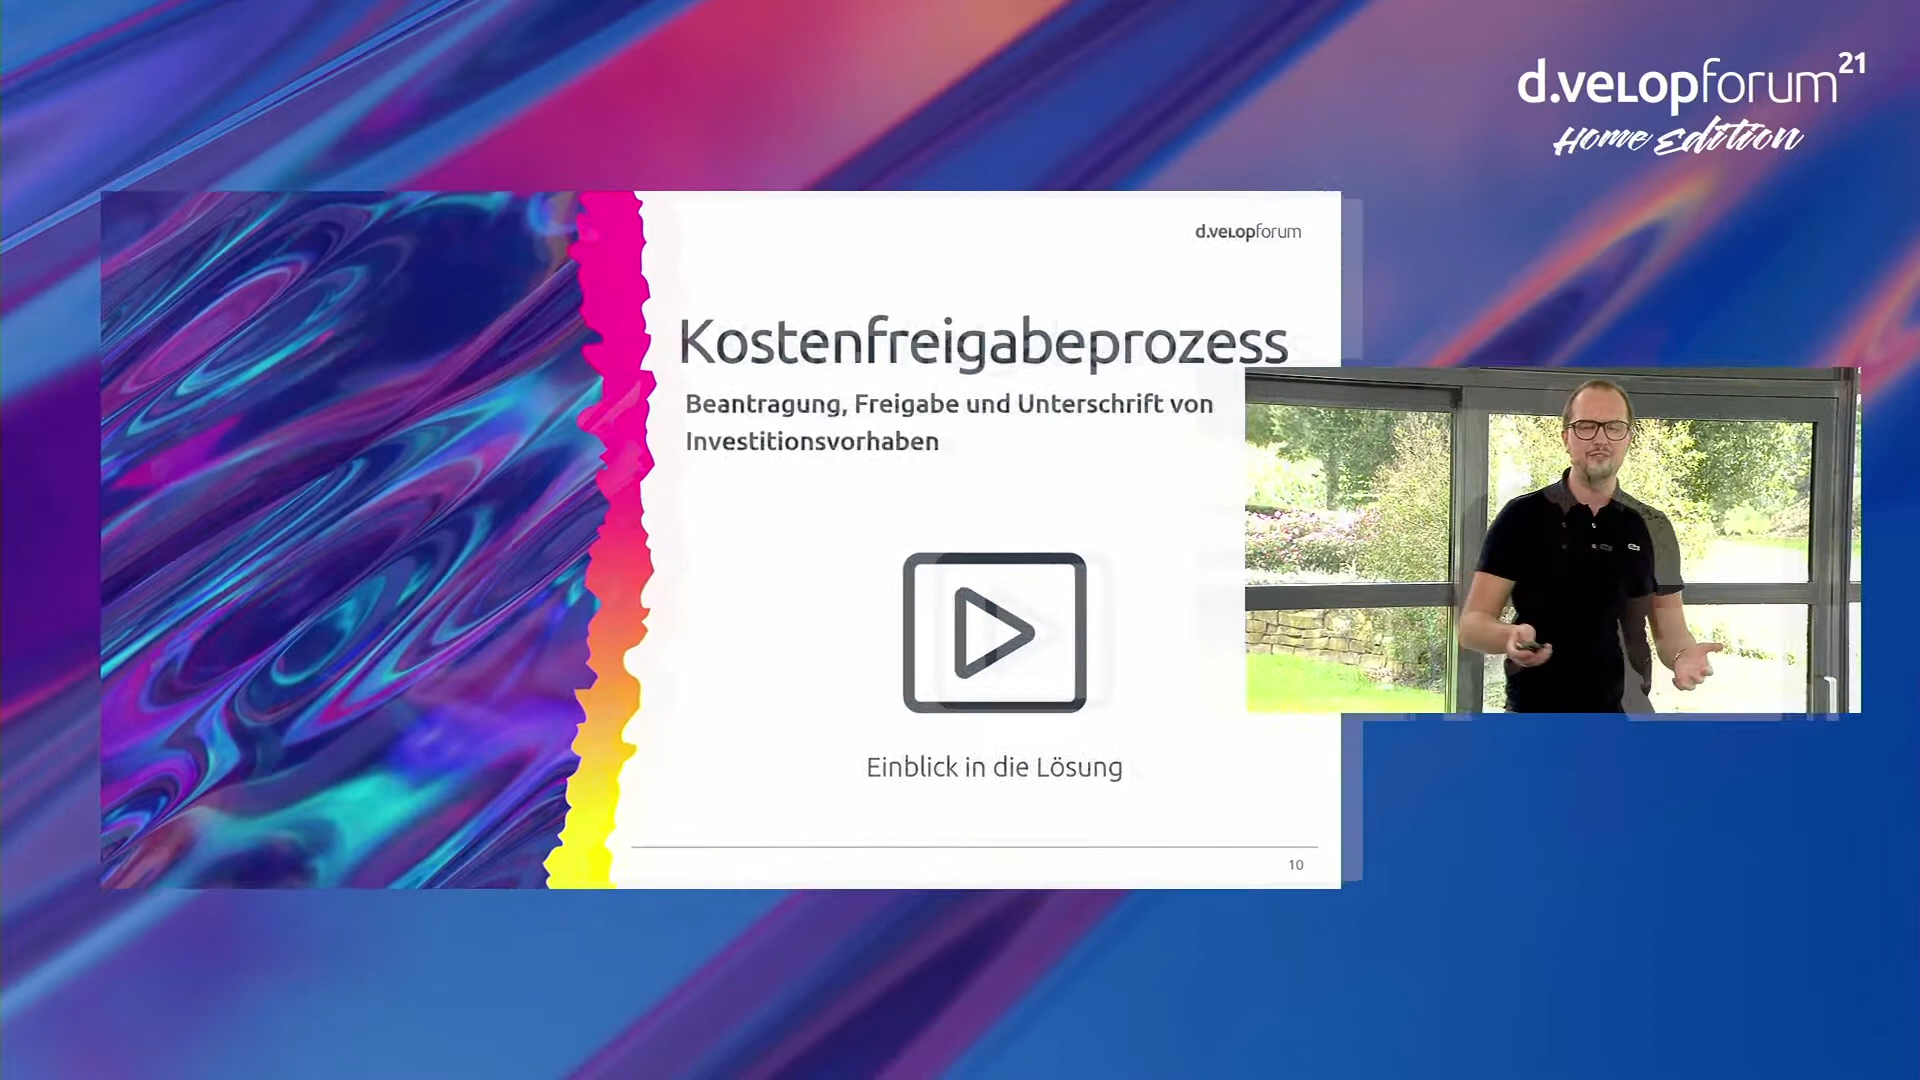 d.velopforum21
Home Edition
d.velopforum
Kostenfreigabeprozess
Beantragung, Freigabe und Unterschrift von
Investitionsvorhaben
Einblick in die Lösung
10